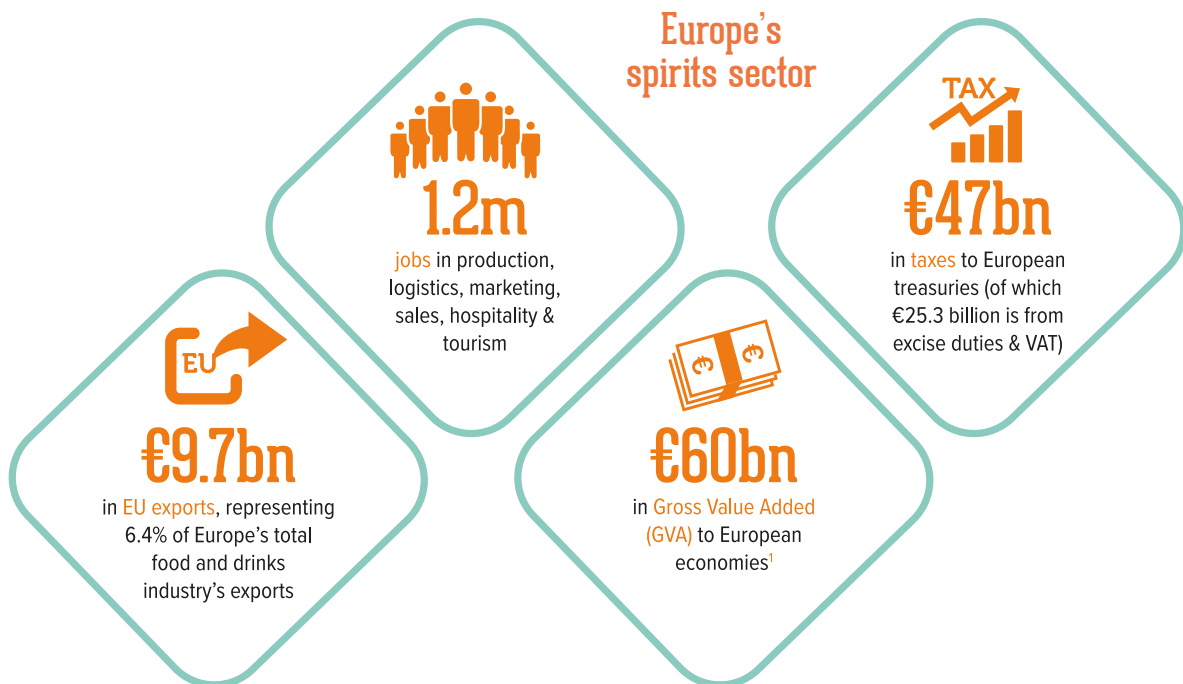 Europe's
spirits sector
1.2m
jobs in production,
logistics, marketing,
sales, hospitality &
tourism
TAX
€47bn
in taxes to European
treasuries (of which
€25.3 billion is from
excise duties & VAT)
EU
€9.7bn
in EU exports, representing
6.4% of Europe's total
food and drinks
industry's exports
€ €
€60bn
in Gross Value Added
(GVA) to European
economies¹